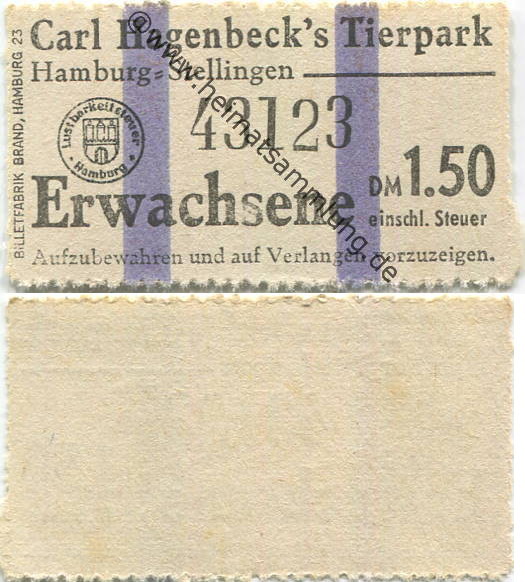 Carl Hagenbeck's Tierpark
Hamburg-Stellingen
43123
Lustbarkeitssteuer
Hamburg
Erwachsene DM 1.50
einschl. Steuer
Aufzubewahren und auf Verlangen vorzuzeigen.
BILLETFABRIK BRAND, HAMBURG 23
© www.heimatsammlung.de